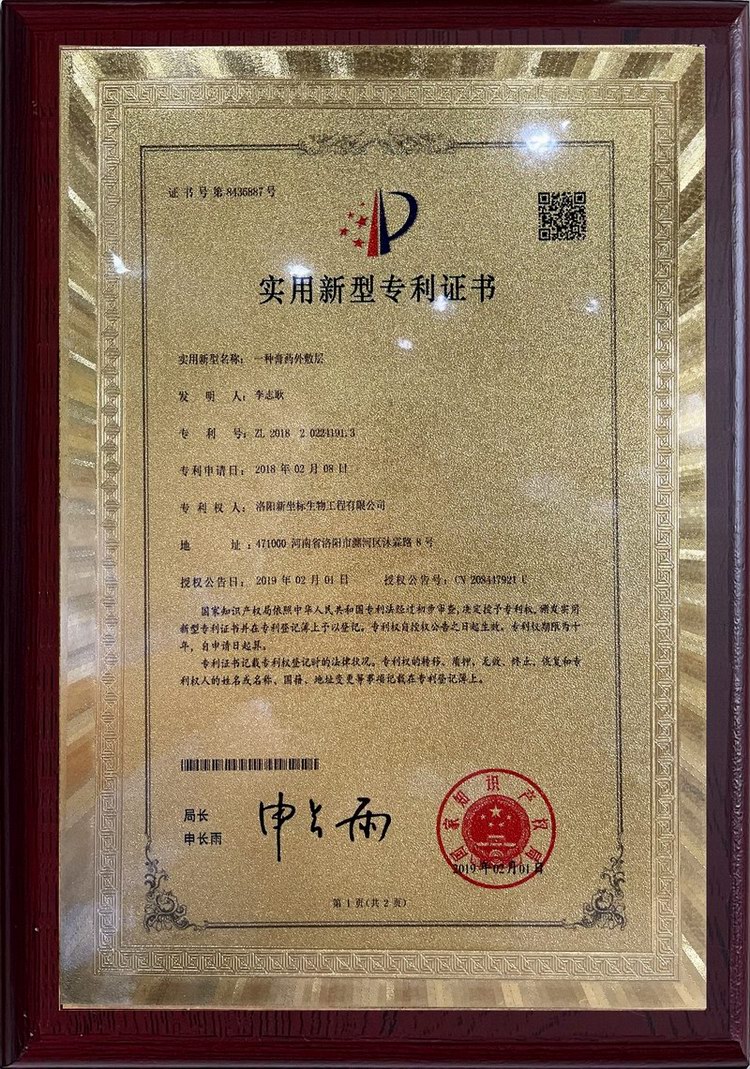 证书号第8435887号
实用新型专利证书
实用新型名称：一种膏药外敷层
发 明 人：李志耿
专 利 号：ZL 2018 2 0224191.3
专利申请日：2018 年 02 月 08 日
专 利 权 人：洛阳新坐标生物工程有限公司
地 址：471000 河南省洛阳市瀍河区沐霖路 8 号
授权公告日：2019 年 02 月 01 日 授权公告号：CN 208447921 U
国家知识产权局依照中华人民共和国专利法经过初步审查，决定授予专利权，颁发实用
新型专利证书并在专利登记簿上予以登记。专利权自授权公告之日起生效。专利权期限为十
年，自申请日起算。
专利证书记载专利权登记时的法律状况。专利权的转移、质押、无效、终止、恢复和专
利权人的姓名或名称、国籍、地址变更等事项记载在专利登记簿上。
局长
申长雨
申长雨
国家知识产权局
2019年02月01日
第 1 页(共 2 页)